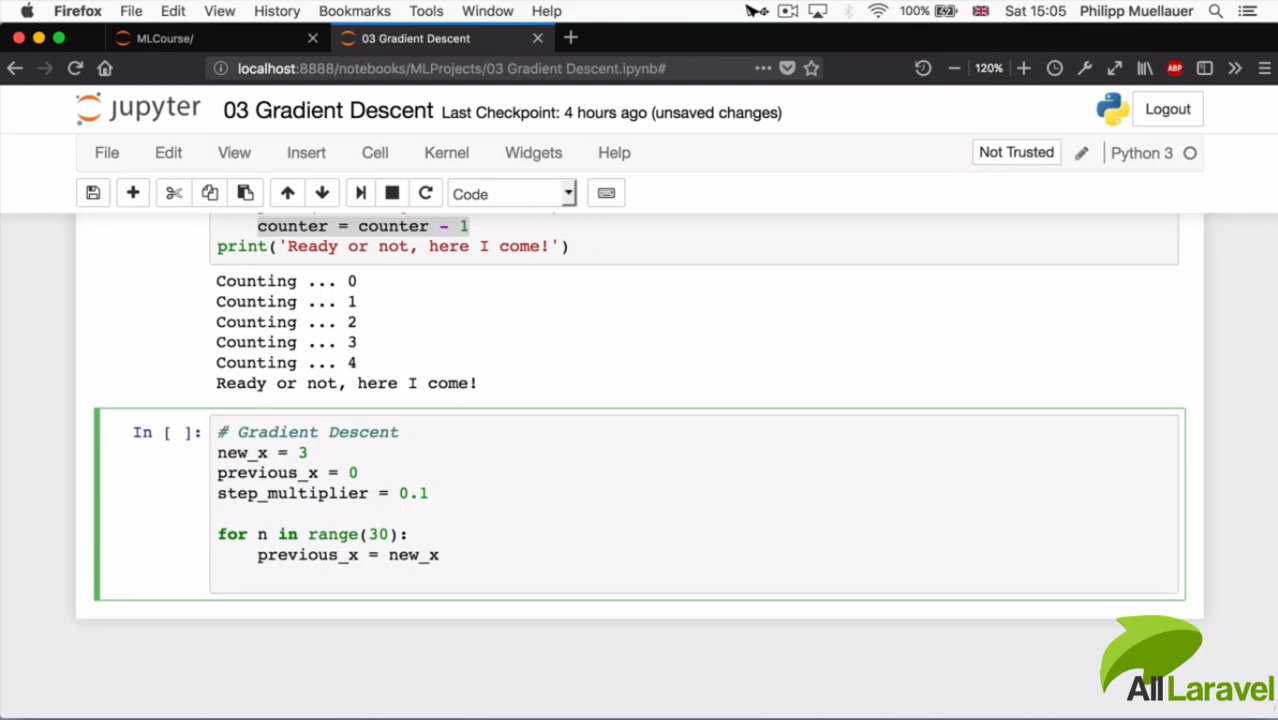 Firefox File Edit View History Bookmarks Tools Window Help 100% Sat 15:05 Philipp Muellauer
MLCourse/ 03 Gradient Descent
localhost:8888/notebooks/MLProjects/03 Gradient Descent.ipynb# 120% ABP
jupyter 03 Gradient Descent Last Checkpoint: 4 hours ago (unsaved changes) Logout
File Edit View Insert Cell Kernel Widgets Help Not Trusted Python 3
Code
counter = counter - 1
print('Ready or not, here I come!')
Counting ... 0
Counting ... 1
Counting ... 2
Counting ... 3
Counting ... 4
Ready or not, here I come!
In [ ]: # Gradient Descent
new_x = 3
previous_x = 0
step_multiplier = 0.1
for n in range(30):
previous_x = new_x
AllLaravel